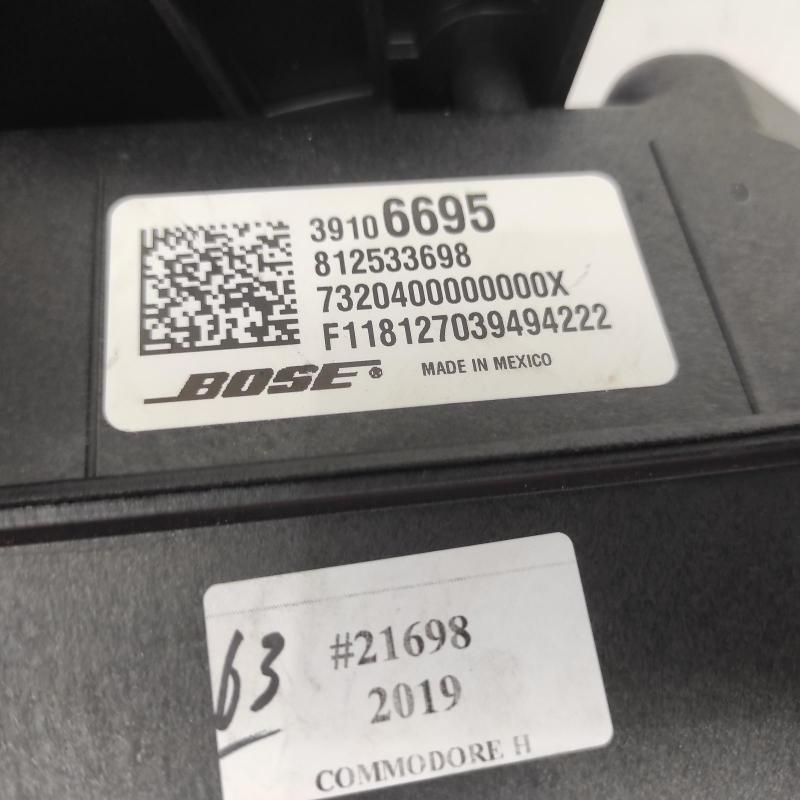 39106695
812533698
7320400000000X
F118127039494222
BOSE® MADE IN MEXICO
63
#21698
2019
COMMODORE H